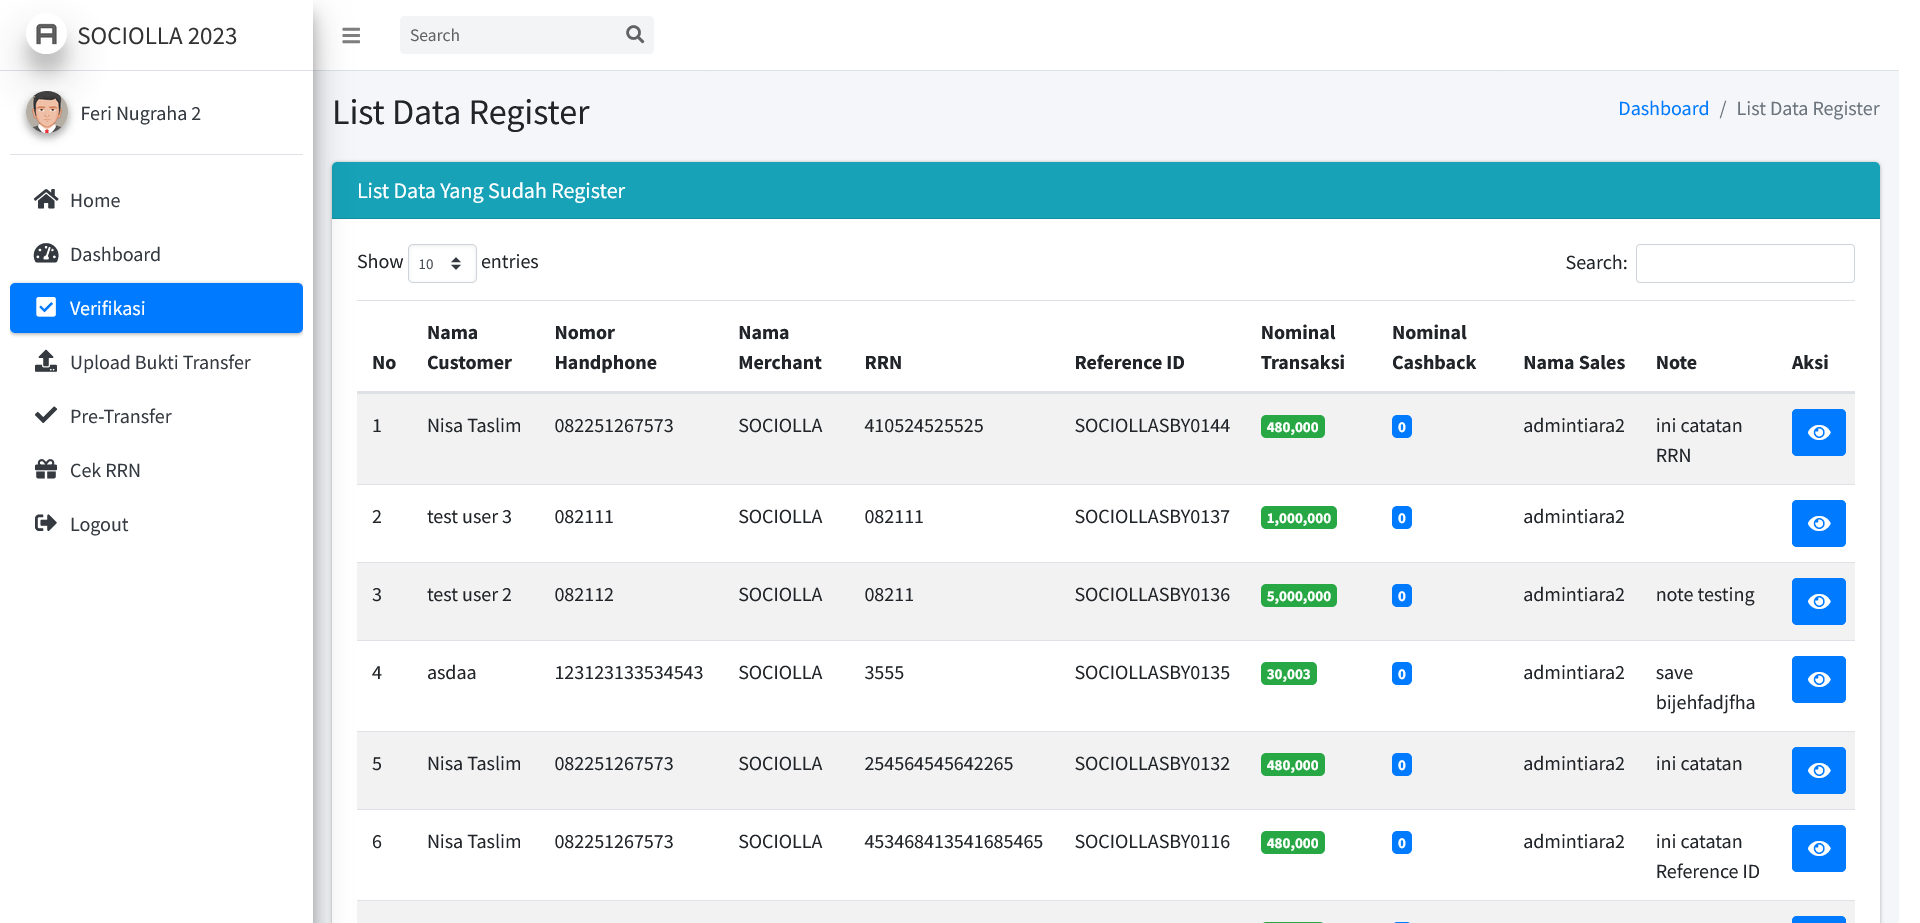 SOCIOLLA 2023
Search
Feri Nugraha 2
Home
Dashboard
Verifikasi
Upload Bukti Transfer
Pre-Transfer
Cek RRN
Logout
List Data Register
Dashboard / List Data Register
List Data Yang Sudah Register
Show 10 entries
Search:
No Nama Customer Nomor Handphone Nama Merchant RRN Reference ID Nominal Transaksi Nominal Cashback Nama Sales Note Aksi
1 Nisa Taslim 082251267573 SOCIOLLA 410524525525 SOCIOLLASBY0144 480,000 0 admintiara2 ini catatan RRN
2 test user 3 082111 SOCIOLLA 082111 SOCIOLLASBY0137 1,000,000 0 admintiara2
3 test user 2 082112 SOCIOLLA 08211 SOCIOLLASBY0136 5,000,000 0 admintiara2 note testing
4 asdaa 123123133534543 SOCIOLLA 3555 SOCIOLLASBY0135 30,003 0 admintiara2 save bijehfadjfha
5 Nisa Taslim 082251267573 SOCIOLLA 254564545642265 SOCIOLLASBY0132 480,000 0 admintiara2 ini catatan
6 Nisa Taslim 082251267573 SOCIOLLA 453468413541685465 SOCIOLLASBY0116 480,000 0 admintiara2 ini catatan Reference ID